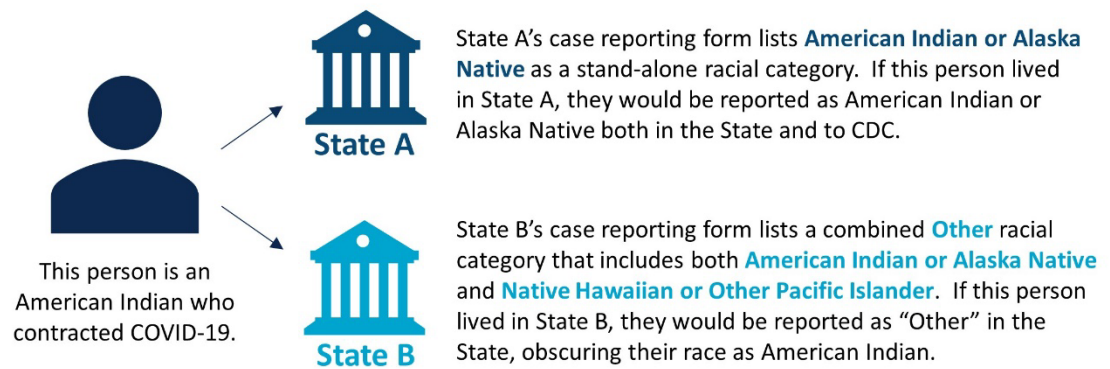 State A's case reporting form lists American Indian or Alaska
Native as a stand-alone racial category.  If this person lived
in State A, they would be reported as American Indian or
Alaska Native both in the State and to CDC.
State A
This person is an
American Indian who
contracted COVID-19.
State B's case reporting form lists a combined Other racial
category that includes both American Indian or Alaska Native
and Native Hawaiian or Other Pacific Islander.  If this person
lived in State B, they would be reported as “Other” in the
State, obscuring their race as American Indian.
State B